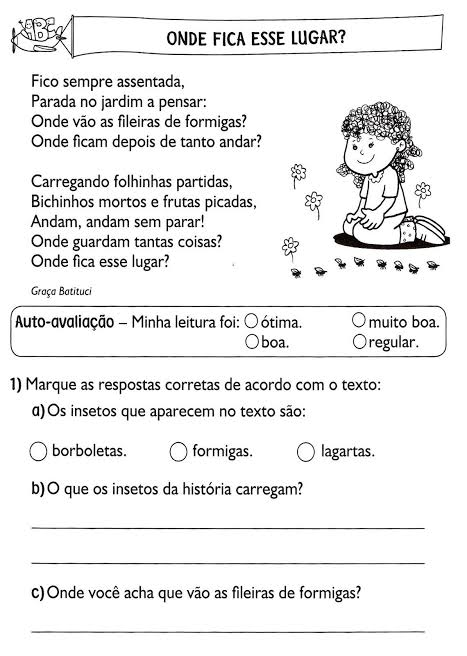 ABC
ONDE FICA ESSE LUGAR?
Fico sempre assentada,
Parada no jardim a pensar:
Onde vão as fileiras de formigas?
Onde ficam depois de tanto andar?
Carregando folhinhas partidas,
Bichinhos mortos e frutas picadas,
Andam, andam sem parar!
Onde guardam tantas coisas?
Onde fica esse lugar?
Graça Batituci
Auto-avaliação – Minha leitura foi: ótima. muito boa.
boa. regular.
1) Marque as respostas corretas de acordo com o texto:
a) Os insetos que aparecem no texto são:
borboletas. formigas. lagartas.
b) O que os insetos da história carregam?
c) Onde você acha que vão as fileiras de formigas?